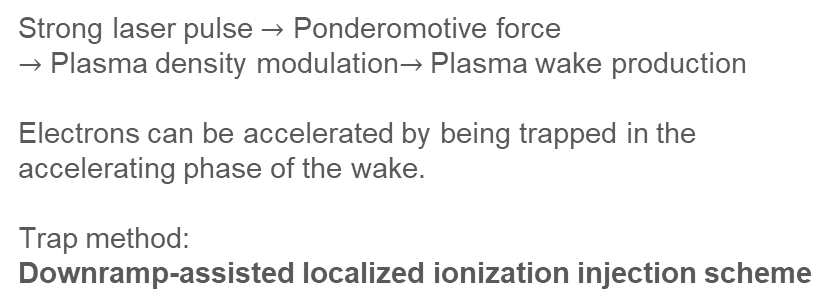 Strong laser pulse → Ponderomotive force
→ Plasma density modulation→ Plasma wake production
Electrons can be accelerated by being trapped in the
accelerating phase of the wake.
Trap method:
Downramp-assisted localized ionization injection scheme